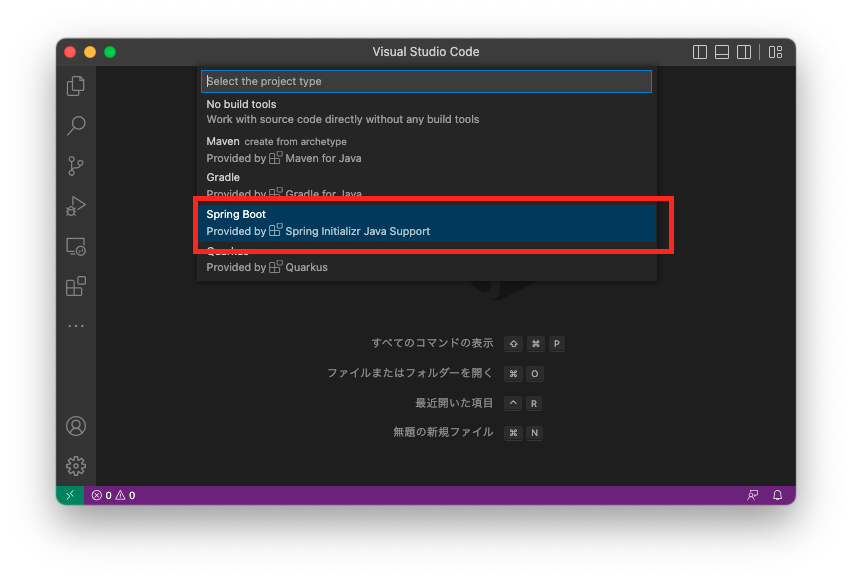 Visual Studio Code
Select the project type
No build tools
Work with source code directly without any build tools
Maven create from archetype
Provided by Maven for Java
Gradle
Provided by Gradle for Java
Spring Boot
Provided by Spring Initializr Java Support
Quarkus
Provided by Quarkus
すべてのコマンドの表示 ⇧ ⌘ P
ファイルまたはフォルダーを開く ⌘ O
最近開いた項目 ^ R
無題の新規ファイル ⌘ N
0 0